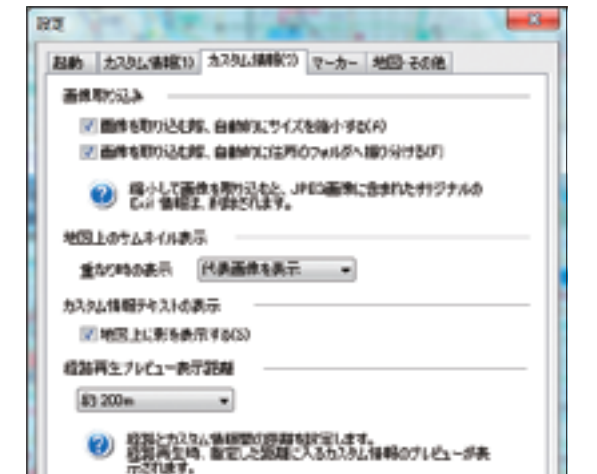 設定
起動 カスタム情報(1) カスタム情報(2) マーカー 地図・その他
画像取り込み
画像を取り込む際、自動的にサイズを縮小する(A)
画像を取り込む際、自動的に住所のフォルダへ振り分ける(F)
縮小して画像を取り込むと、JPEG画像に含まれたオリジナルの
Exif 情報は、削除されます。
地図上のサムネイル表示
重なり時の表示 代表画像を表示
カスタム情報テキストの表示
地図上に影を表示する(S)
経路再生プレビュー表示距離
約 200m
経路とカスタム情報間の距離を設定します。
経路再生時、指定した距離に入るカスタム情報のプレビューが表
示されます。